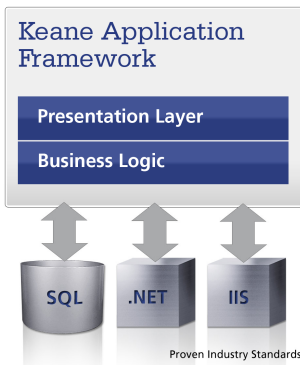 Keane Application
Framework
Presentation Layer
Business Logic
SQL
.NET
IIS
Proven Industry Standards